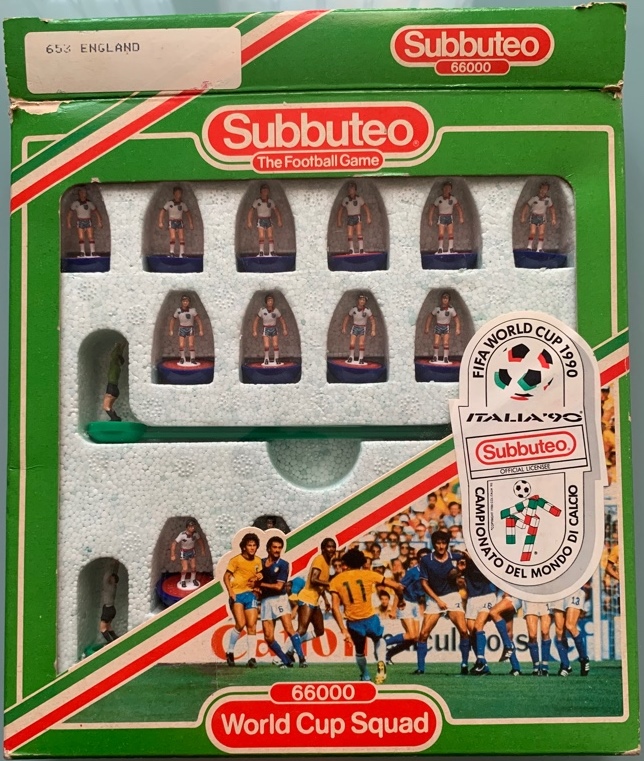 653 ENGLAND
Subbuteo
66000
Subbuteo®
The Football Game
FIFA WORLD CUP 1990
ITALIA'90
Subbuteo®
OFFICIAL LICENSEE
CAMPIONATO DEL MONDO DI CALCIO
11
6
13
Canon
66000
World Cup Squad